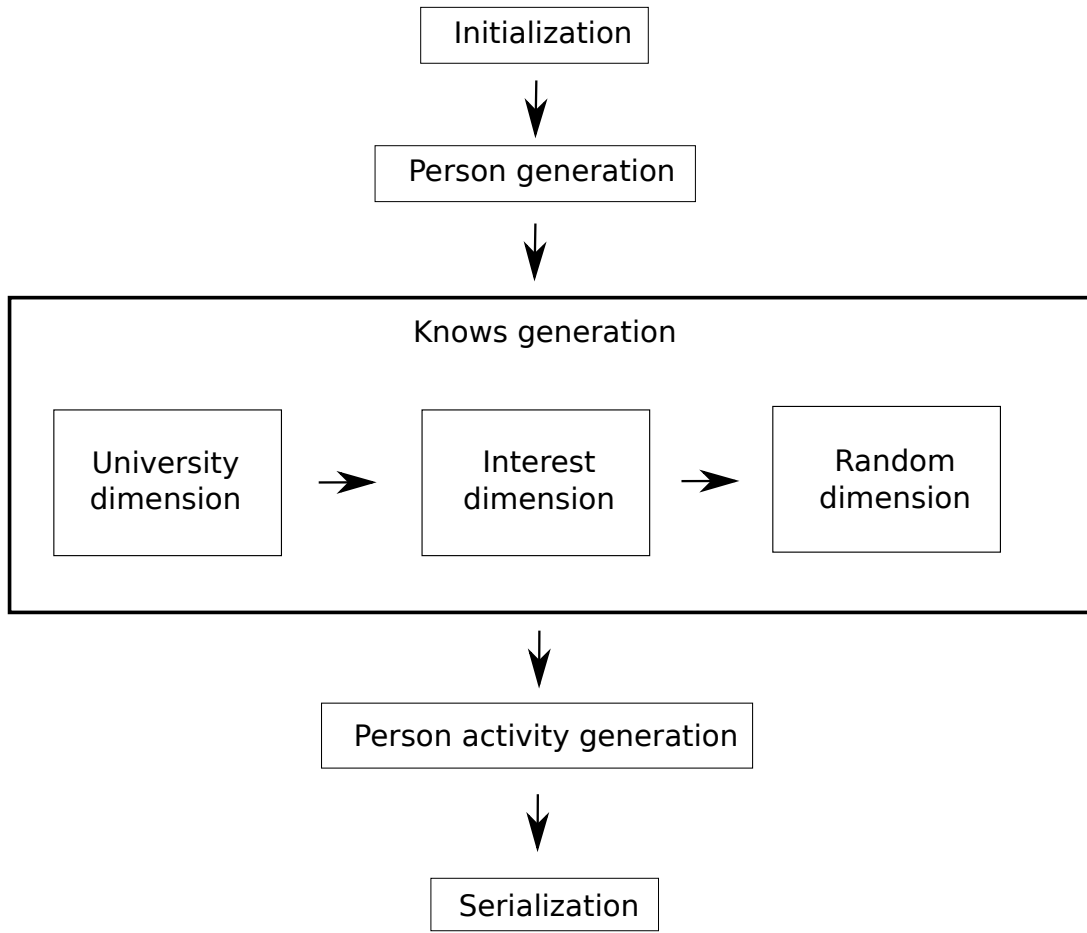 Initialization
Person generation
Knows generation
University
dimension
Interest
dimension
Random
dimension
Person activity generation
Serialization